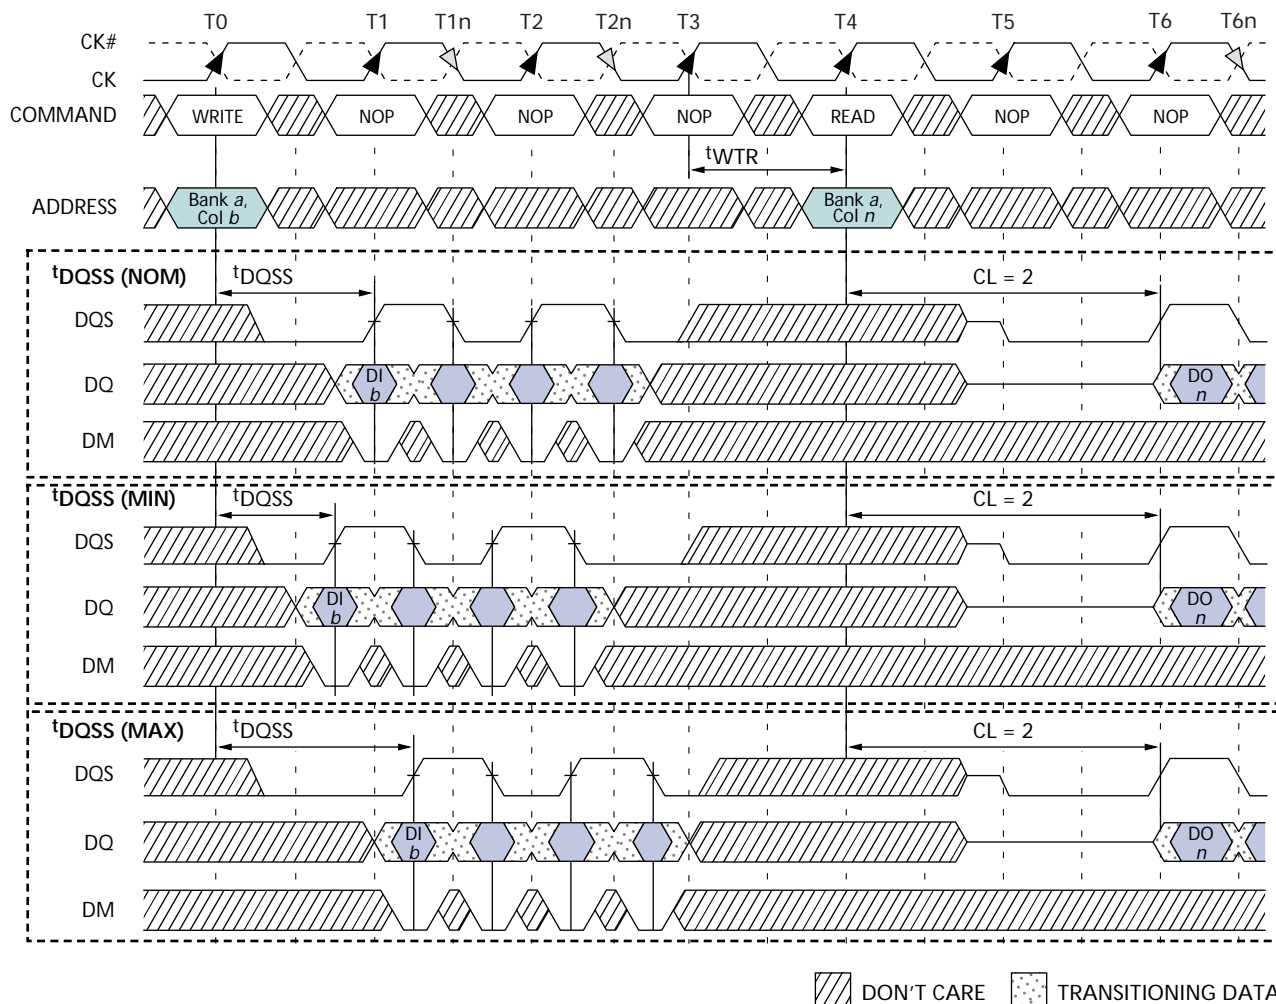 T0 T1 T1n T2 T2n T3 T4 T5 T6 T6n
CK#
CK
COMMAND WRITE NOP NOP NOP READ NOP NOP
tWTR
ADDRESS Bank a, Col b Bank a, Col n
tDQSS (NOM) tDQSS CL = 2
DQS
DQ DI b DO n
DM
tDQSS (MIN) tDQSS CL = 2
DQS
DQ DI b DO n
DM
tDQSS (MAX) tDQSS CL = 2
DQS
DQ DI b DO n
DM
DON'T CARE TRANSITIONING DATA